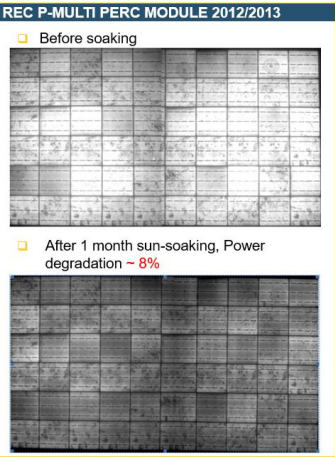 REC P-MULTI PERC MODULE 2012/2013
Before soaking
After 1 month sun-soaking, Power
degradation ~ 8%